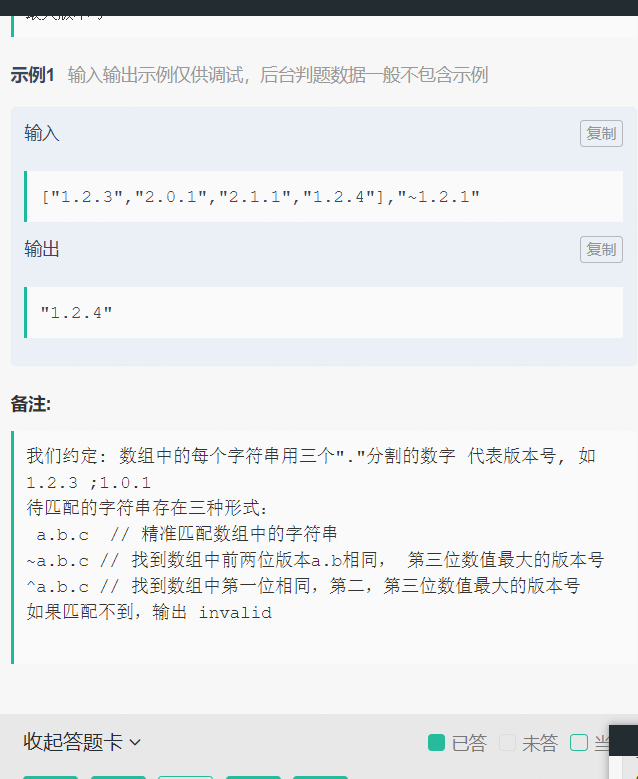 示例1 输入输出示例仅供调试，后台判题数据一般不包含示例
输入
复制
["1.2.3","2.0.1","2.1.1","1.2.4"],"~1.2.1"
输出
复制
"1.2.4"
备注:
我们约定: 数组中的每个字符串用三个"."分割的数字 代表版本号, 如
1.2.3 ;1.0.1
待匹配的字符串存在三种形式:
a.b.c // 精准匹配数组中的字符串
~a.b.c // 找到数组中前两位版本a.b相同, 第三位数值最大的版本号
^a.b.c // 找到数组中第一位相同，第二，第三位数值最大的版本号
如果匹配不到，输出 invalid
收起答题卡
已答 未答 当